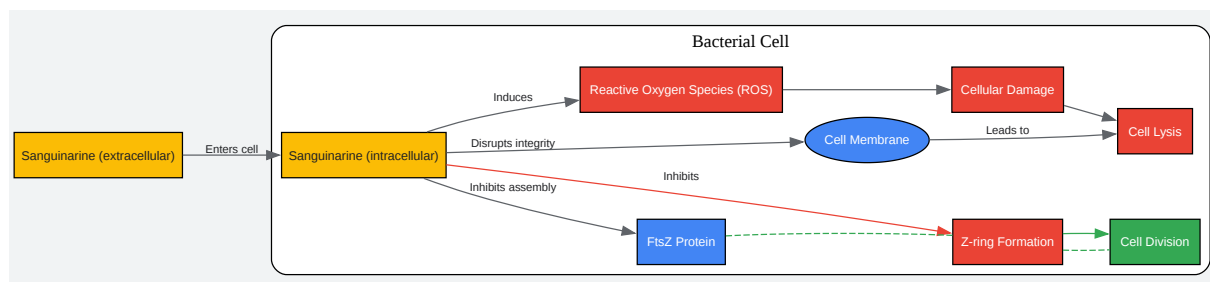 Bacterial Cell
Reactive Oxygen Species (ROS)
Cellular Damage
Induces
Cell Lysis
Leads to
Cell Membrane
Disrupts integrity
Enters cell
Sanguinarine (extracellular)
Sanguinarine (intracellular)
Inhibits
Inhibits assembly
FtsZ Protein
Z-ring Formation
Cell Division